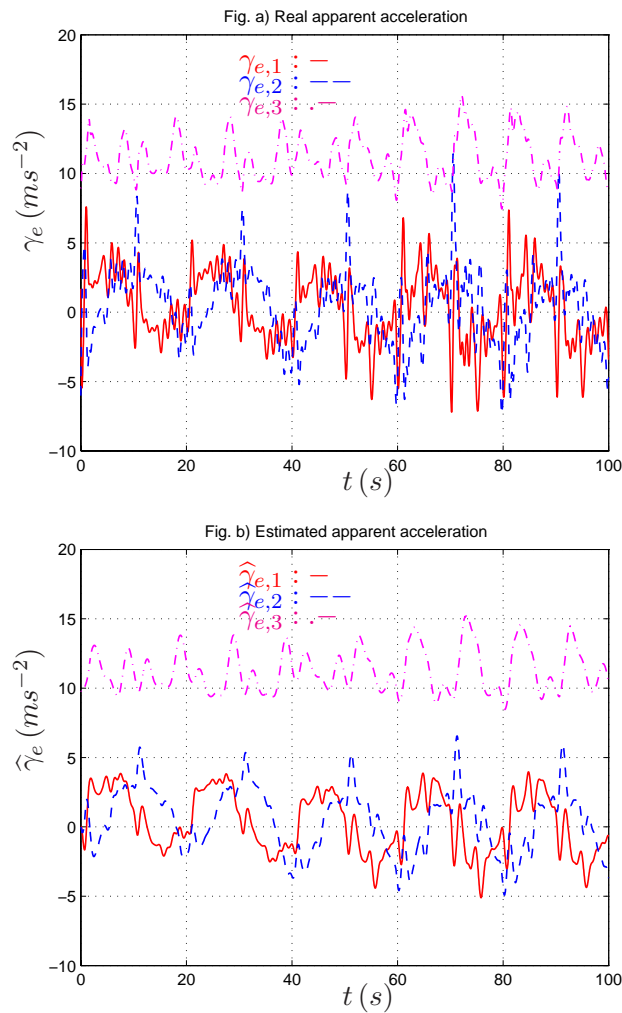 Fig. a) Real apparent acceleration
γe,1 : —
γe,2 : — —
γe,3 : . —
γe (ms−2)
20
15
10
5
0
−5
−10
0 20 40 60 80 100
t (s)
Fig. b) Estimated apparent acceleration
γ̂e,1 : —
γ̂e,2 : — —
γ̂e,3 : . —
γ̂e (ms−2)
20
15
10
5
0
−5
−10
0 20 40 60 80 100
t (s)